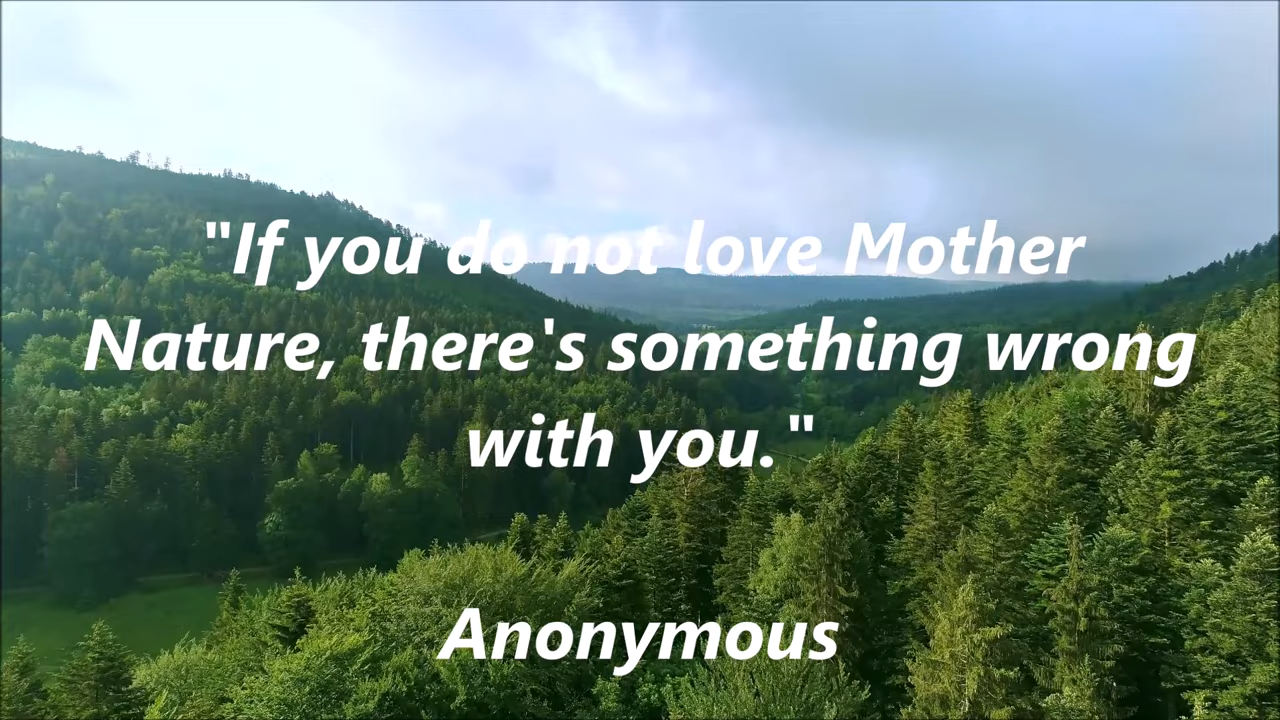 "If you do not love Mother
Nature, there's something wrong
with you."
Anonymous